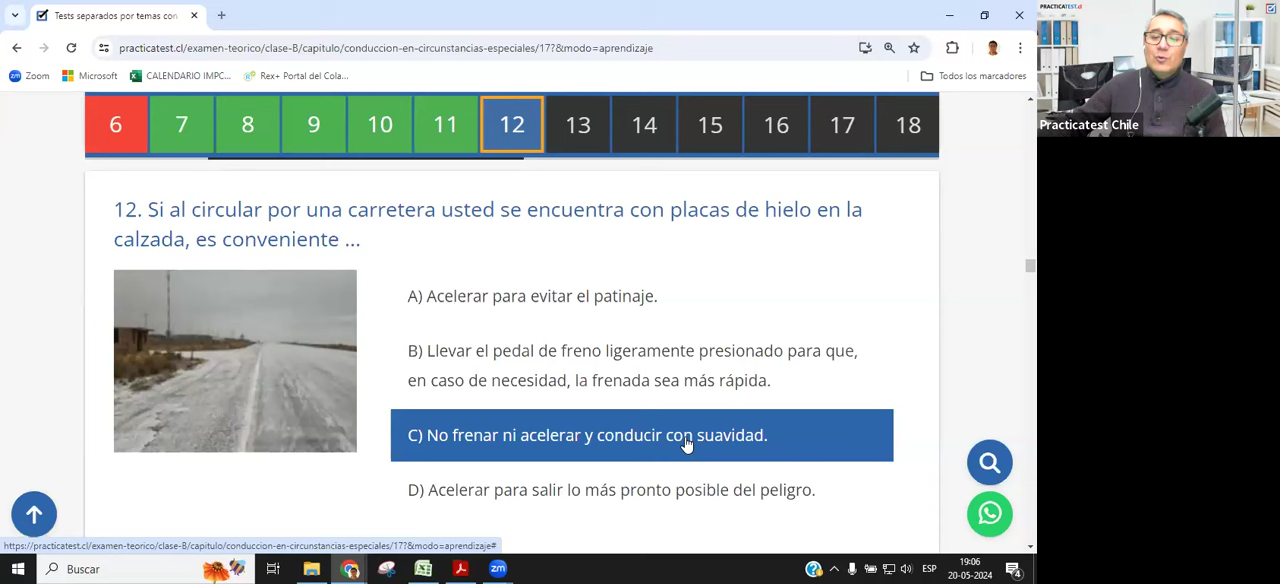 Tests separados por temas con
practicatest.cl/examen-teorico/clase-B/capitulo/conduccion-en-circunstancias-especiales/17?&modo=aprendizaje
Zoom
Microsoft
CALENDARIO IMPC...
Rex+ Portal del Cola...
Todos los marcadores
PRACTICATEST.cl
Practicatest Chile
6
7
8
9
10
11
12
13
14
15
16
17
18
12. Si al circular por una carretera usted se encuentra con placas de hielo en la
calzada, es conveniente ...
A) Acelerar para evitar el patinaje.
B) Llevar el pedal de freno ligeramente presionado para que,
en caso de necesidad, la frenada sea más rápida.
C) No frenar ni acelerar y conducir con suavidad.
D) Acelerar para salir lo más pronto posible del peligro.
https://practicatest.cl/examen-teorico/clase-B/capitulo/conduccion-en-circunstancias-especiales/17?&modo=aprendizaje#
Buscar
zm
ESP
19:06
20-05-2024
4